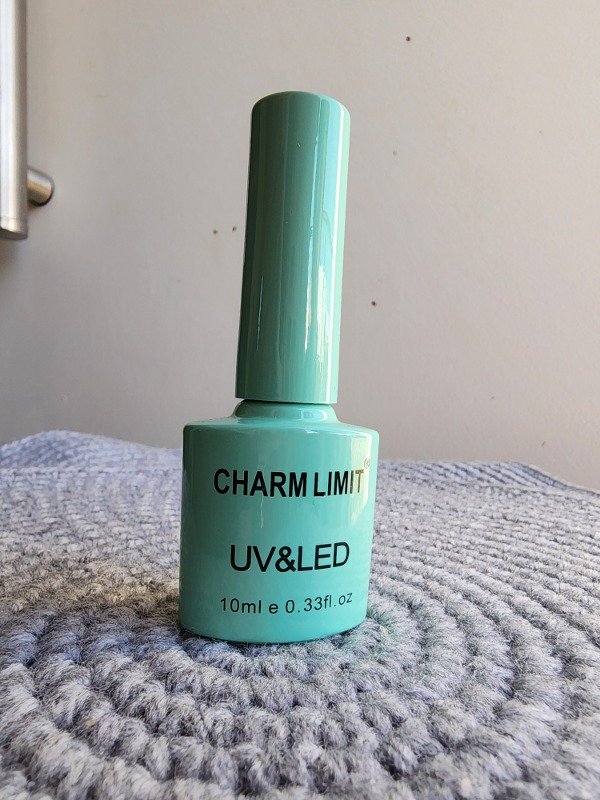 CHARM LIMIT®
UV&LED
10ml e 0.33fl.oz